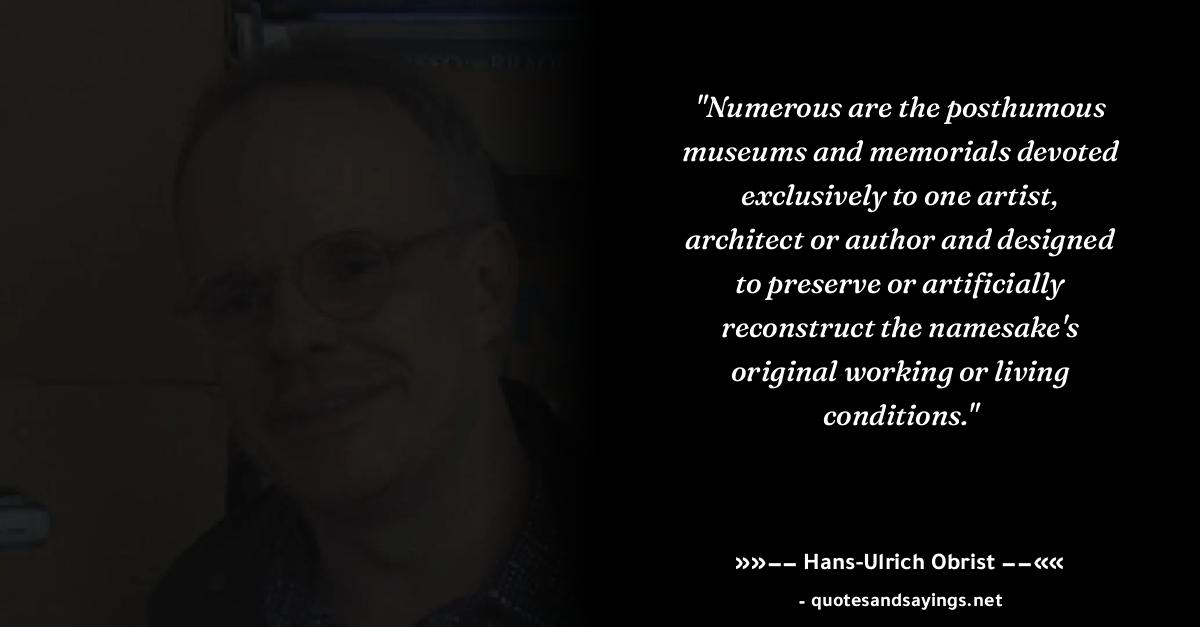 "Numerous are the posthumous
museums and memorials devoted
exclusively to one artist,
architect or author and designed
to preserve or artificially
reconstruct the namesake's
original working or living
conditions."
»»−− Hans-Ulrich Obrist −−««
- quotesandsayings.net